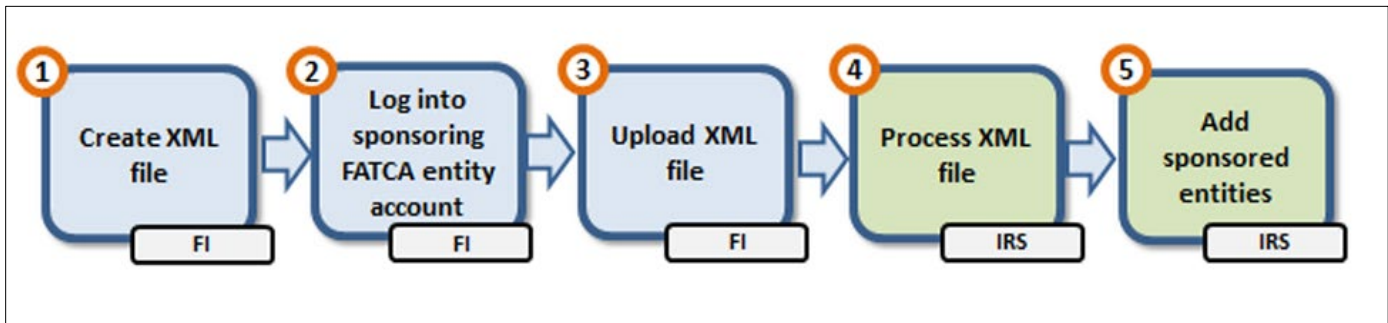 1
Create XML
file
FI
2
Log into
sponsoring
FATCA entity
account
FI
3
Upload XML
file
FI
4
Process XML
file
IRS
5
Add
sponsored
entities
IRS